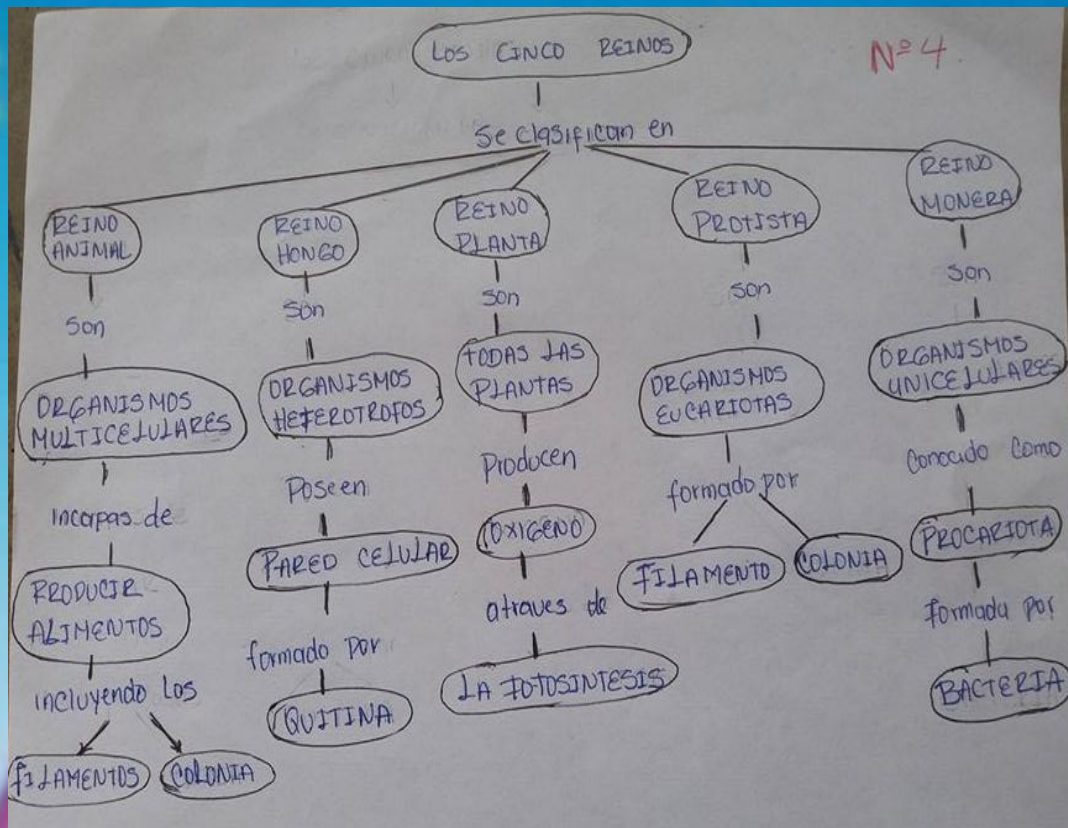 LOS CINCO REINOS
Nº 4.
Se clasifican en
REINO
ANIMAL
son
ORGANISMOS
MULTICELULARES
incapas de
PRODUCIR
ALIMENTOS
incluyendo los
FILAMENTOS
COLONIA
REINO
HONGO
son
ORGANISMOS
HETEROTROFOS
Poseen
PARED CELULAR
formado por
QUITINA
REINO
PLANTA
son
TODAS LAS
PLANTAS
Producen
OXIGENO
atraves de
LA FOTOSINTESIS
REINO
PROTISTA
son
ORGANISMOS
EUCARIOTAS
formado por
FILAMENTO
COLONIA
REINO
MONERA
son
ORGANISMOS
UNICELULARES
Conocido como
PROCARIOTA
formada por
BACTERIA